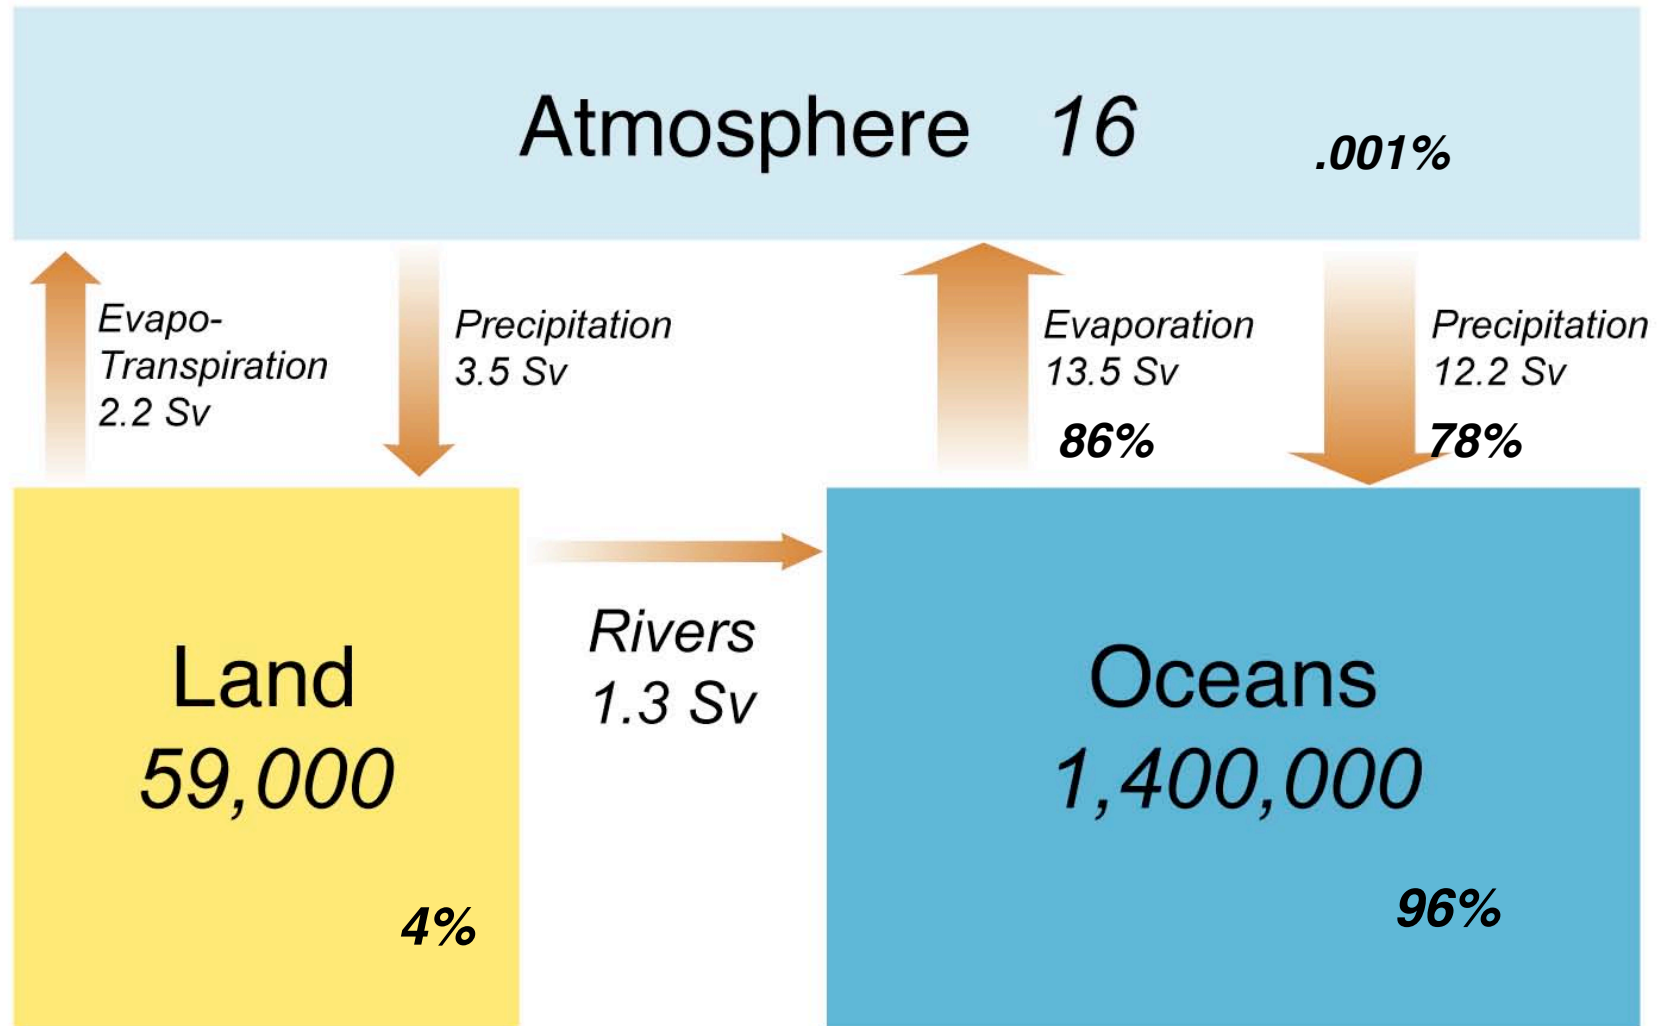 Atmosphere 16
.001%
Evapo-
Transpiration
2.2 Sv
Precipitation
3.5 Sv
Evaporation
13.5 Sv
86%
Precipitation
12.2 Sv
78%
Rivers
1.3 Sv
Land
59,000
4%
Oceans
1,400,000
96%